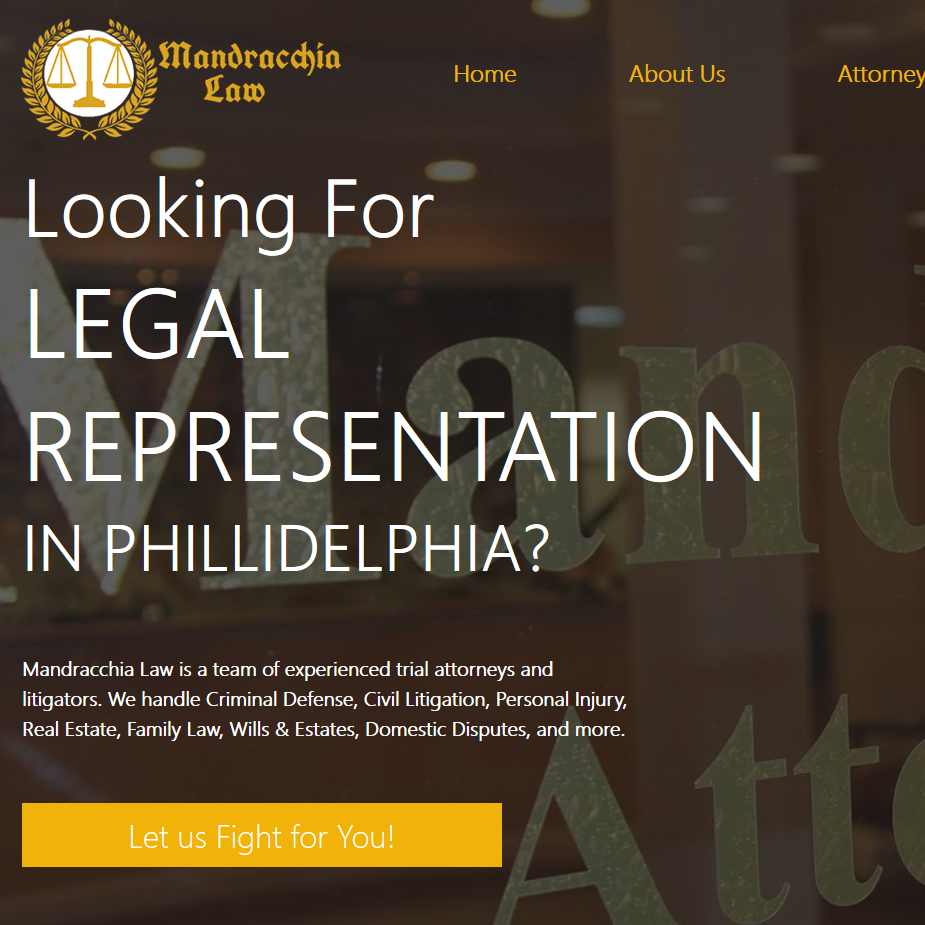 Mandracchia
Law
Home
About Us
Attorney
Looking For
LEGAL
REPRESENTATION
IN PHILLIDELPHIA?
Mandracchia Law is a team of experienced trial attorneys and
litigators. We handle Criminal Defense, Civil Litigation, Personal Injury,
Real Estate, Family Law, Wills & Estates, Domestic Disputes, and more.
Let us Fight for You!
Mand
Atto